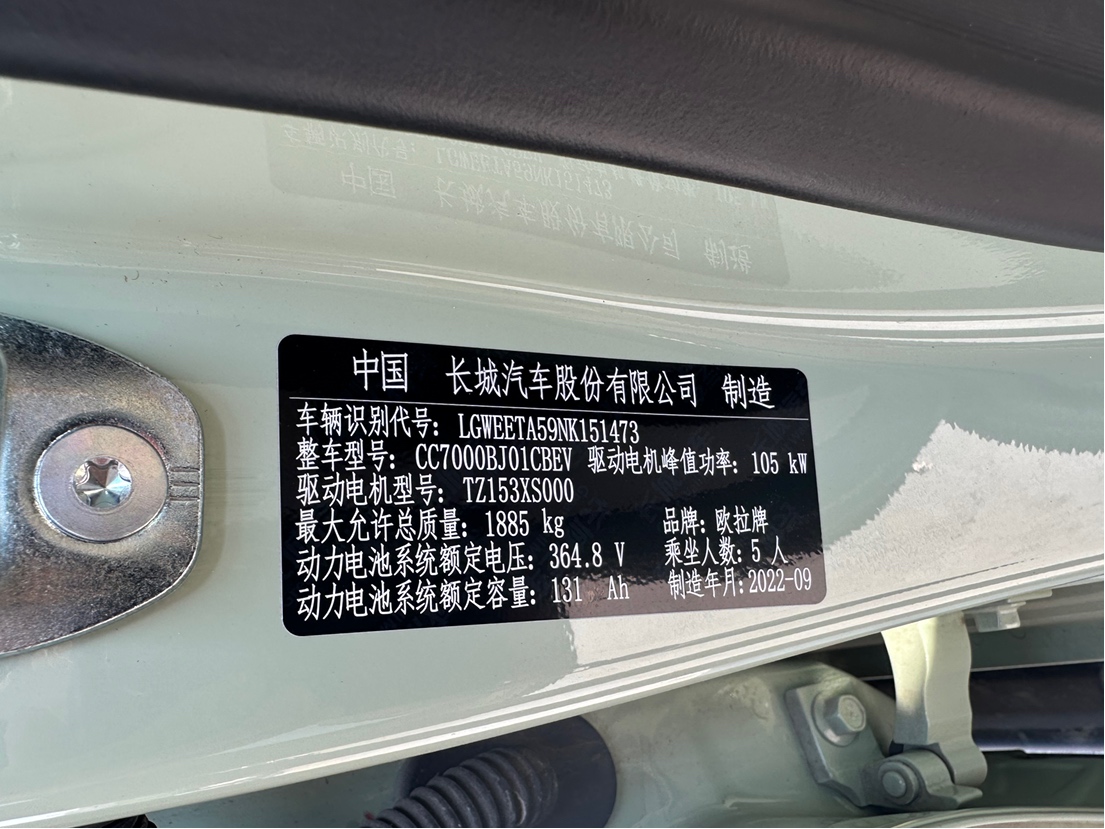 中国 长城汽车股份有限公司 制造
车辆识别代号: LGWEETA59NK151473
整车型号: CC7000BJ01CBEV 驱动电机峰值功率: 105 kW
驱动电机型号: TZ153XS000
最大允许总质量: 1885 kg 品牌: 欧拉牌
动力电池系统额定电压: 364.8 V 乘坐人数: 5 人
动力电池系统额定容量: 131 Ah 制造年月: 2022-09